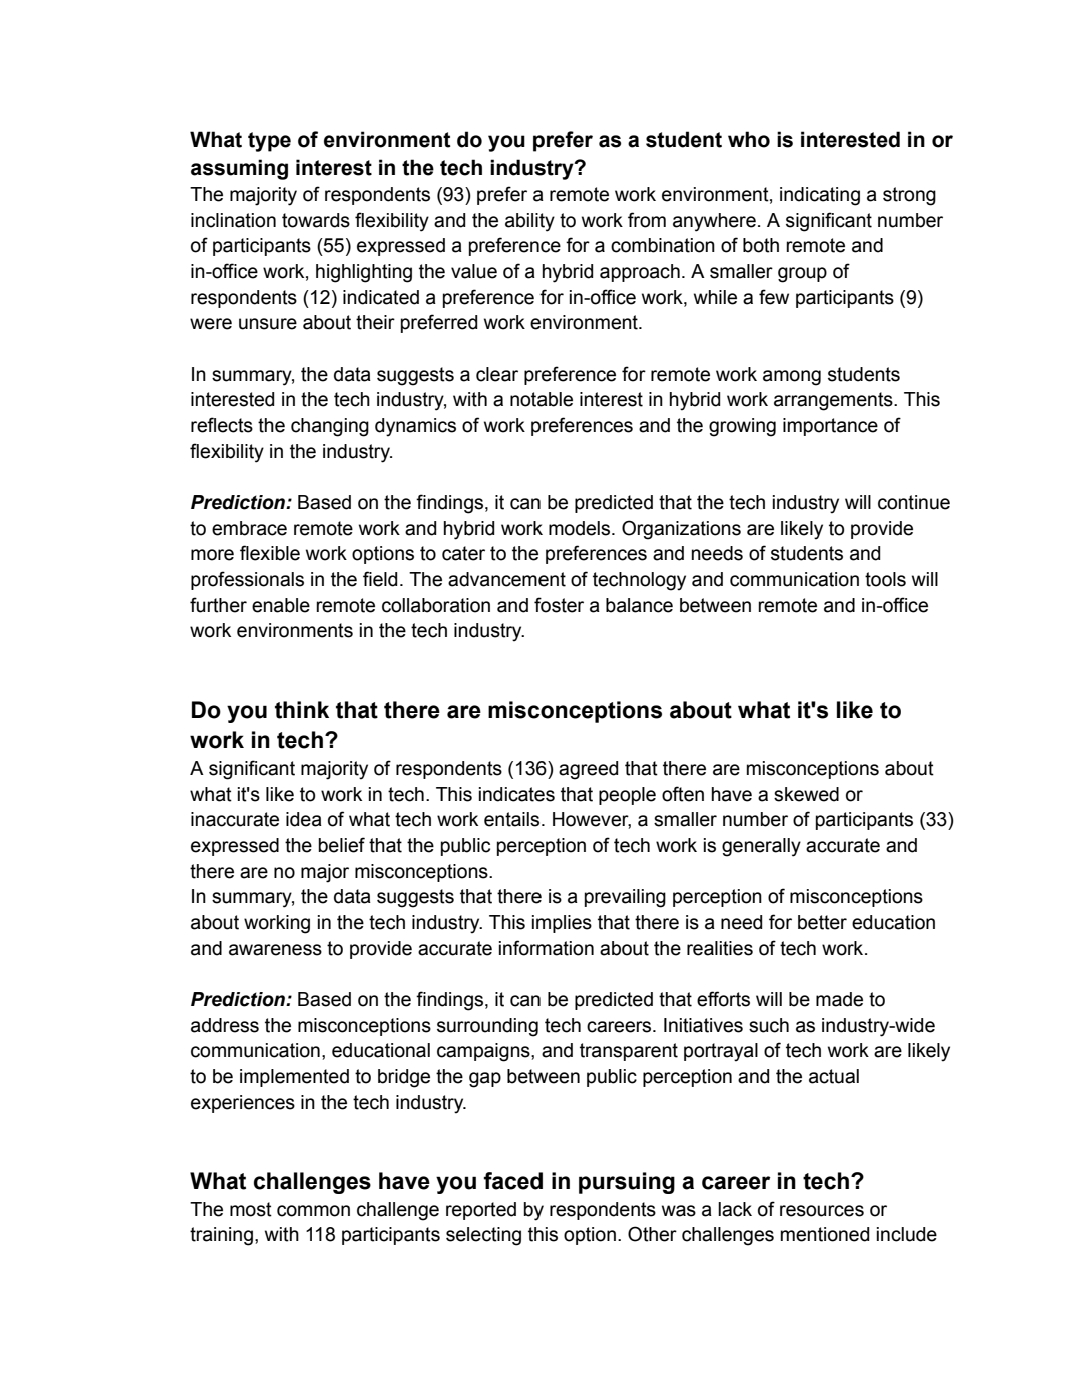 What type of environment do you prefer as a student who is interested in or
assuming interest in the tech industry?
The majority of respondents (93) prefer a remote work environment, indicating a strong
inclination towards flexibility and the ability to work from anywhere. A significant number
of participants (55) expressed a preference for a combination of both remote and
in-office work, highlighting the value of a hybrid approach. A smaller group of
respondents (12) indicated a preference for in-office work, while a few participants (9)
were unsure about their preferred work environment.
In summary, the data suggests a clear preference for remote work among students
interested in the tech industry, with a notable interest in hybrid work arrangements. This
reflects the changing dynamics of work preferences and the growing importance of
flexibility in the industry.
Prediction: Based on the findings, it can be predicted that the tech industry will continue
to embrace remote work and hybrid work models. Organizations are likely to provide
more flexible work options to cater to the preferences and needs of students and
professionals in the field. The advancement of technology and communication tools will
further enable remote collaboration and foster a balance between remote and in-office
work environments in the tech industry.
Do you think that there are misconceptions about what it's like to
work in tech?
A significant majority of respondents (136) agreed that there are misconceptions about
what it's like to work in tech. This indicates that people often have a skewed or
inaccurate idea of what tech work entails. However, a smaller number of participants (33)
expressed the belief that the public perception of tech work is generally accurate and
there are no major misconceptions.
In summary, the data suggests that there is a prevailing perception of misconceptions
about working in the tech industry. This implies that there is a need for better education
and awareness to provide accurate information about the realities of tech work.
Prediction: Based on the findings, it can be predicted that efforts will be made to
address the misconceptions surrounding tech careers. Initiatives such as industry-wide
communication, educational campaigns, and transparent portrayal of tech work are likely
to be implemented to bridge the gap between public perception and the actual
experiences in the tech industry.
What challenges have you faced in pursuing a career in tech?
The most common challenge reported by respondents was a lack of resources or
training, with 118 participants selecting this option. Other challenges mentioned include